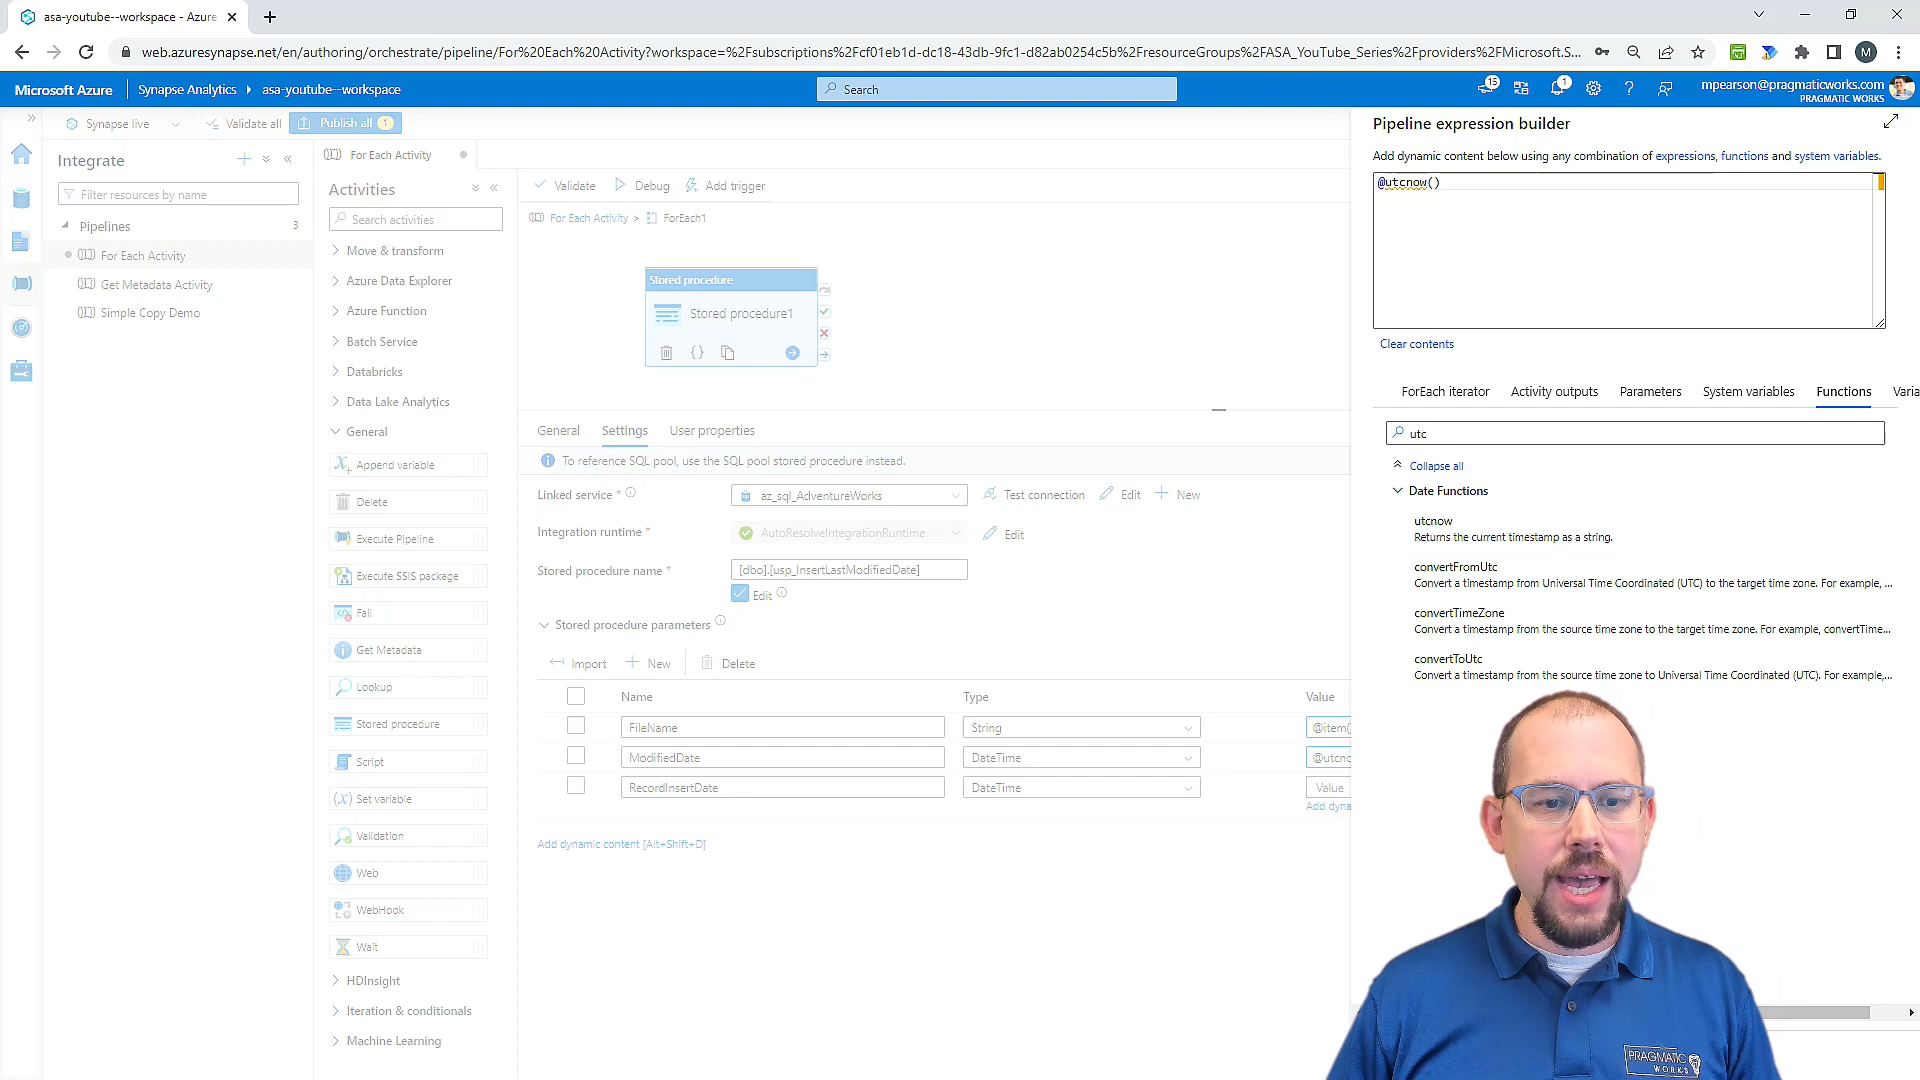 asa-youtube--workspace - Azure
web.azuresynapse.net/en/authoring/orchestrate/pipeline/For%20Each%20Activity?workspace=%2Fsubscriptions%2Fcf01eb1d-dc18-43db-9fc1-d82ab0254c5b%2FresourceGroups%2FASA_YouTube_Series%2Fproviders%2FMicrosoft.S...
M
Microsoft Azure
Synapse Analytics
asa-youtube--workspace
Search
15
1
?
mpearson@pragmaticworks.com
PRAGMATIC WORKS
Synapse live
Validate all
Publish all 1
Integrate
Filter resources by name
Pipelines 3
For Each Activity
Get Metadata Activity
Simple Copy Demo
For Each Activity
Activities
Search activities
Move & transform
Azure Data Explorer
Azure Function
Batch Service
Databricks
Data Lake Analytics
General
Append variable
Delete
Execute Pipeline
Execute SSIS package
Fail
Get Metadata
Lookup
Stored procedure
Script
Set variable
Validation
Web
WebHook
Wait
HDInsight
Iteration & conditionals
Machine Learning
Validate Debug Add trigger
For Each Activity > ForEach1
Stored procedure
Stored procedure1
General Settings User properties
To reference SQL pool, use the SQL pool stored procedure instead.
Linked service * az_sql_AdventureWorks Test connection Edit New
Integration runtime * AutoResolveIntegrationRuntime Edit
Stored procedure name * [dbo].[usp_InsertLastModifiedDate]
Edit
Stored procedure parameters
Import New Delete
Name Type Value
FileName String @item(
ModifiedDate DateTime @utcno
RecordInsertDate DateTime Value
Add dyna
Add dynamic content [Alt+Shift+D]
Pipeline expression builder
Add dynamic content below using any combination of expressions, functions and system variables.
@utcnow()
Clear contents
ForEach iterator Activity outputs Parameters System variables Functions Varia
utc
Collapse all
Date Functions
utcnow
Returns the current timestamp as a string.
convertFromUtc
Convert a timestamp from Universal Time Coordinated (UTC) to the target time zone. For example, ...
convertTimeZone
Convert a timestamp from the source time zone to the target time zone. For example, convertTime...
convertToUtc
Convert a timestamp from the source time zone to Universal Time Coordinated (UTC). For example,...
PRAGMATIC
WORKS